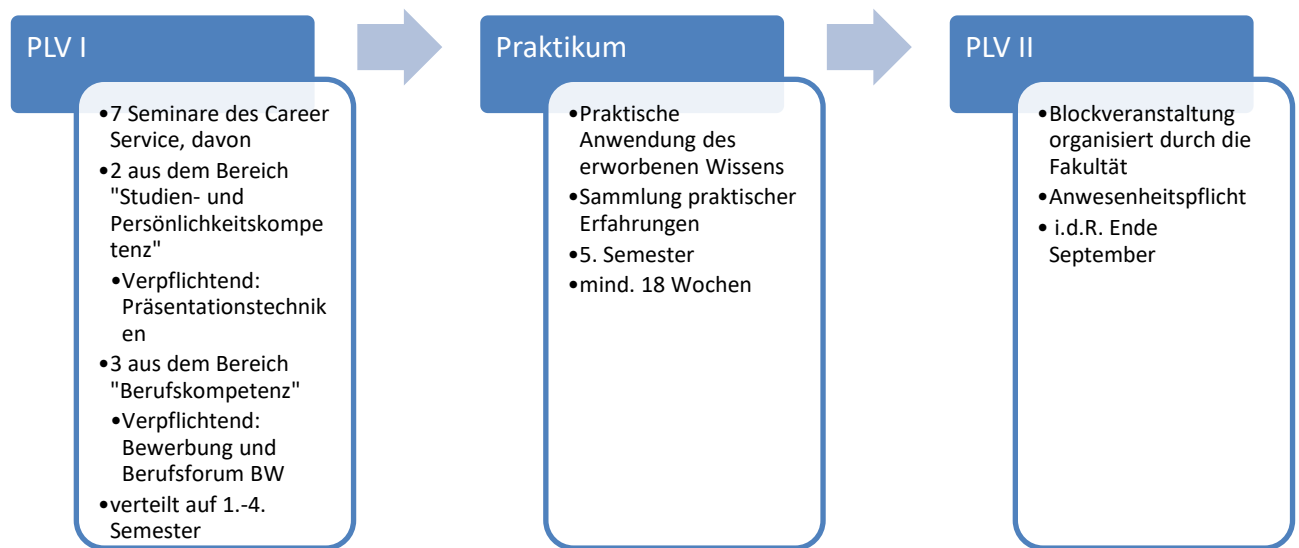 PLV I
•7 Seminare des Career
Service, davon
•2 aus dem Bereich
"Studien- und
Persönlichkeitskompe
tenz"
•Verpflichtend:
Präsentationstechnik
en
•3 aus dem Bereich
"Berufskompetenz"
•Verpflichtend:
Bewerbung und
Berufsforum BW
•verteilt auf 1.-4.
Semester
Praktikum
•Praktische
Anwendung des
erworbenen Wissens
•Sammlung praktischer
Erfahrungen
•5. Semester
•mind. 18 Wochen
PLV II
•Blockveranstaltung
organisiert durch die
Fakultät
•Anwesenheitspflicht
• i.d.R. Ende
September